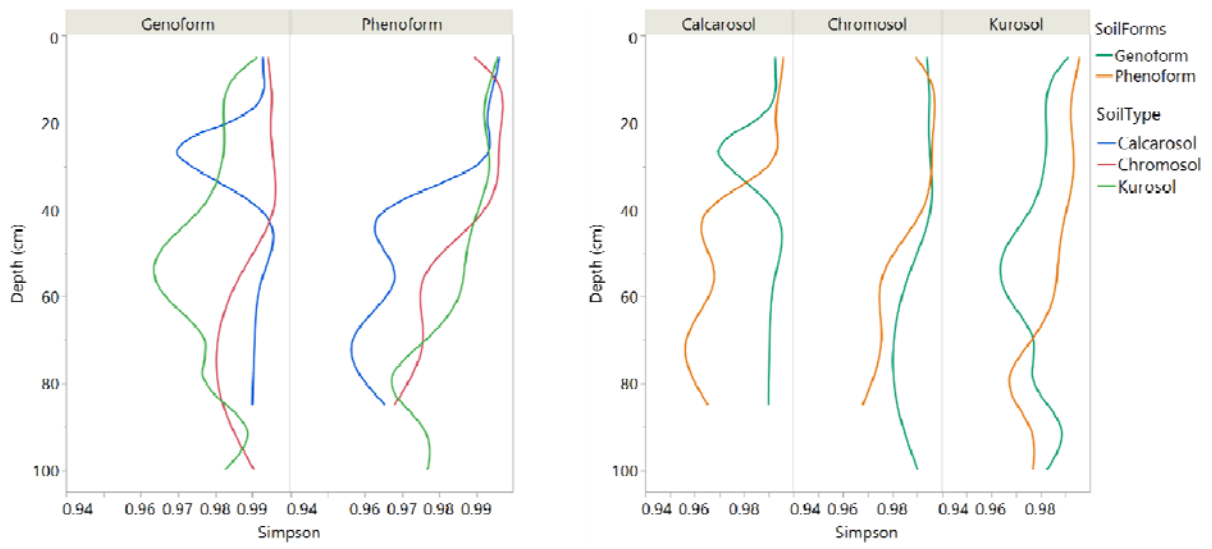 Genoform Phenoform
0
20
40
60
80
100
Depth (cm)
0.94 0.96 0.97 0.98 0.99 0.94 0.96 0.97 0.98 0.99
Simpson
Calcarosol Chromosol Kurosol
0
20
40
60
80
100
Depth (cm)
0.94 0.96 0.98 0.94 0.96 0.98 0.94 0.96 0.98
Simpson
SoilForms
Genoform
Phenoform
SoilType
Calcarosol
Chromosol
Kurosol